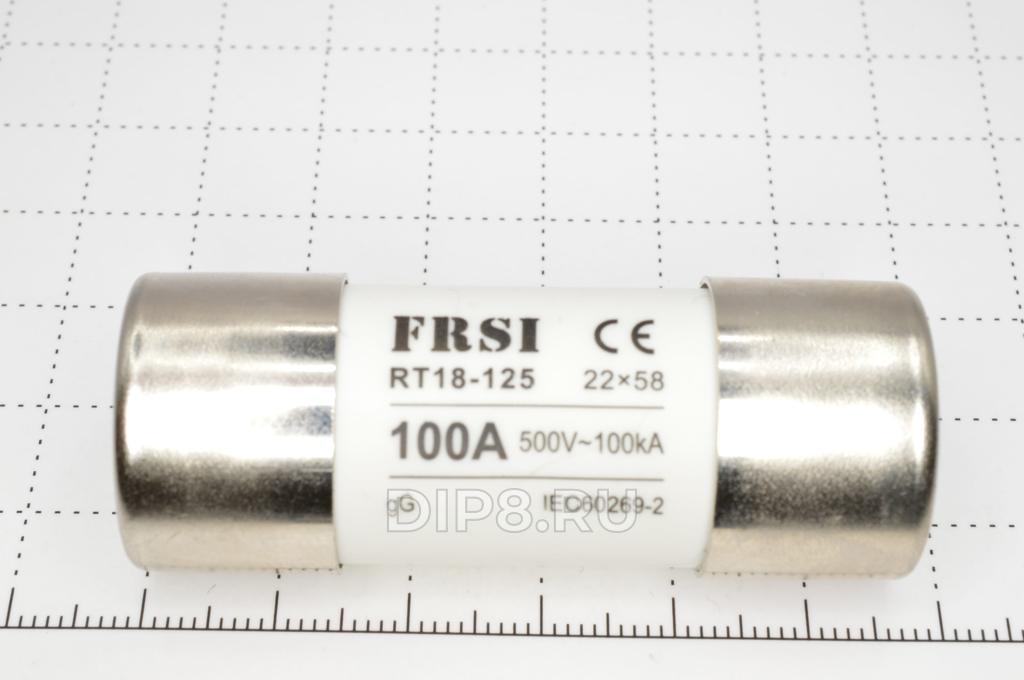 FRSI CE
RT18-125 22×58
100A 500V~100kA
gG IEC60269-2
DIP8.RU